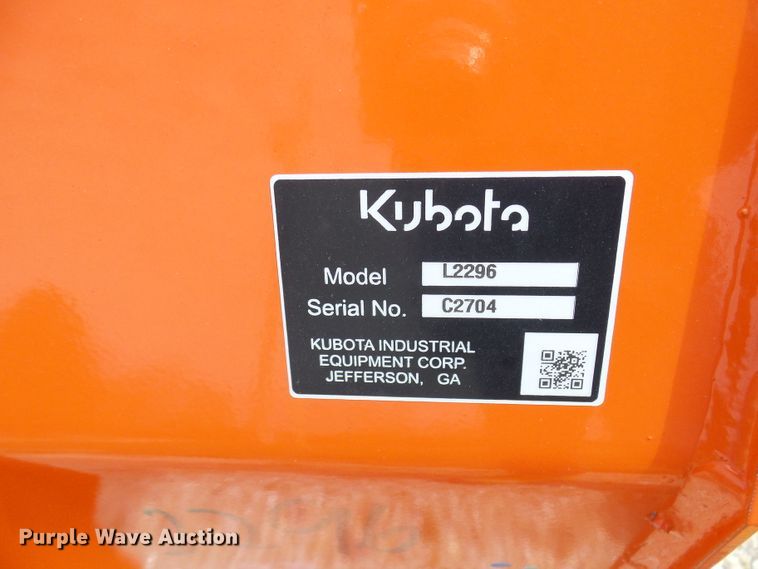 Kubota
Model L2296
Serial No. C2704
KUBOTA INDUSTRIAL
EQUIPMENT CORP.
JEFFERSON, GA
Purple Wave Auction